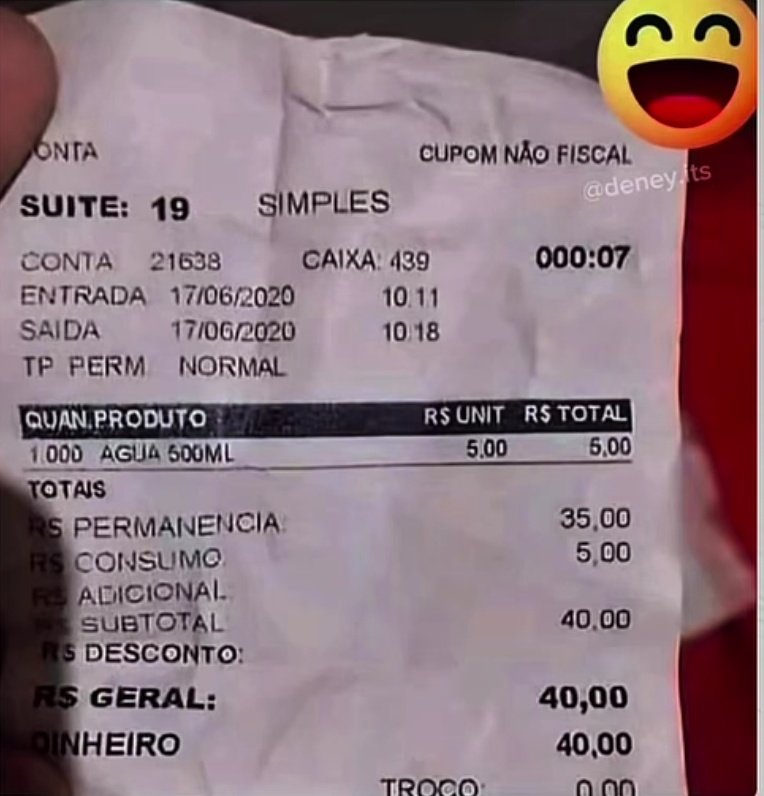 ONTA CUPOM NÃO FISCAL
@deney.its
SUITE: 19 SIMPLES
CONTA 21638 CAIXA: 439 000:07
ENTRADA 17/06/2020 10:11
SAIDA 17/06/2020 10:18
TP PERM NORMAL
QUAN.PRODUTO R$ UNIT R$ TOTAL
1.000 AGUA 500ML 5,00 5,00
TOTAIS
R$ PERMANENCIA: 35,00
R$ CONSUMO 5,00
R$ ADICIONAL
R$ SUBTOTAL 40,00
R$ DESCONTO:
R$ GERAL: 40,00
DINHEIRO 40,00
TROCO: 0,00